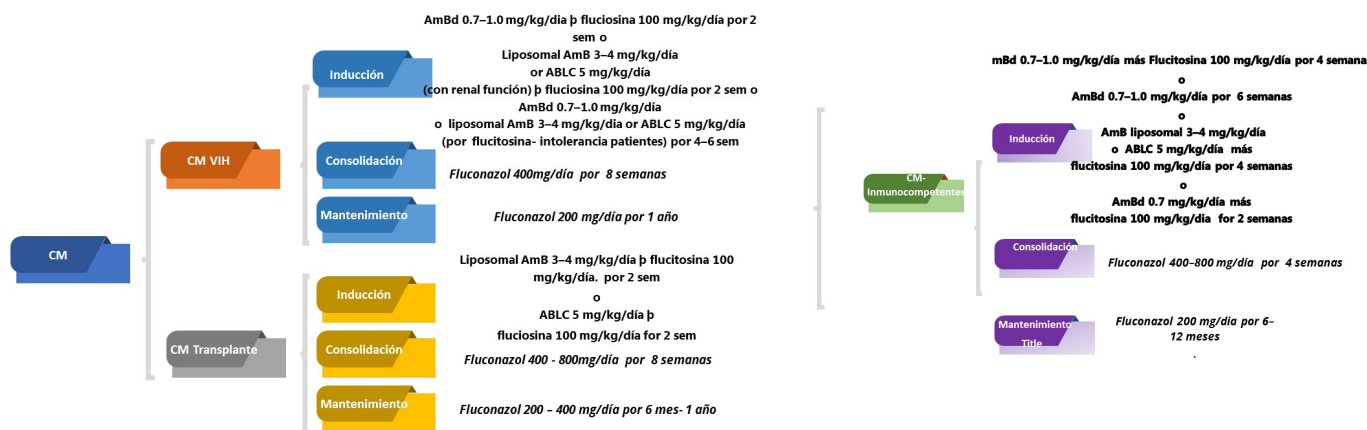 CM
CM VIH
Inducción
AmBd 0.7–1.0 mg/kg/dia þ fluciosina 100 mg/kg/día por 2
sem o
Liposomal AmB 3–4 mg/kg/día
or ABLC 5 mg/kg/día
(con renal función) þ fluciosina 100 mg/kg/día por 2 sem o
AmBd 0.7–1.0 mg/kg/día
o liposomal AmB 3–4 mg/kg/dia or ABLC 5 mg/kg/día
(por flucitosina- intolerancia patientes) por 4–6 sem
Consolidación
Fluconazol 400mg/día por 8 semanas
Mantenimiento
Fluconazol 200 mg/día por 1 año
CM Transplante
Inducción
Liposomal AmB 3–4 mg/kg/día þ flucitosina 100
mg/kg/día. por 2 sem
o
ABLC 5 mg/kg/día þ
fluciosina 100 mg/kg/día for 2 sem
Consolidación
Fluconazol 400 - 800mg/día por 8 semanas
Mantenimiento
Fluconazol 200 – 400 mg/día por 6 mes- 1 año
CM-
Inmunocompetentes
Inducción
mBd 0.7–1.0 mg/kg/día más Flucitosina 100 mg/kg/día por 4 semana
o
AmBd 0.7–1.0 mg/kg/día por 6 semanas
o
AmB liposomal 3–4 mg/kg/día
o ABLC 5 mg/kg/día más
flucitosina 100 mg/kg/día por 4 semanas
o
AmBd 0.7 mg/kg/día más
flucitosina 100 mg/kg/dia for 2 semanas
Consolidación
Fluconazol 400–800 mg/día por 4 semanas
Mantenimiento
Title
Fluconazol 200 mg/dia por 6–
12 meses
.